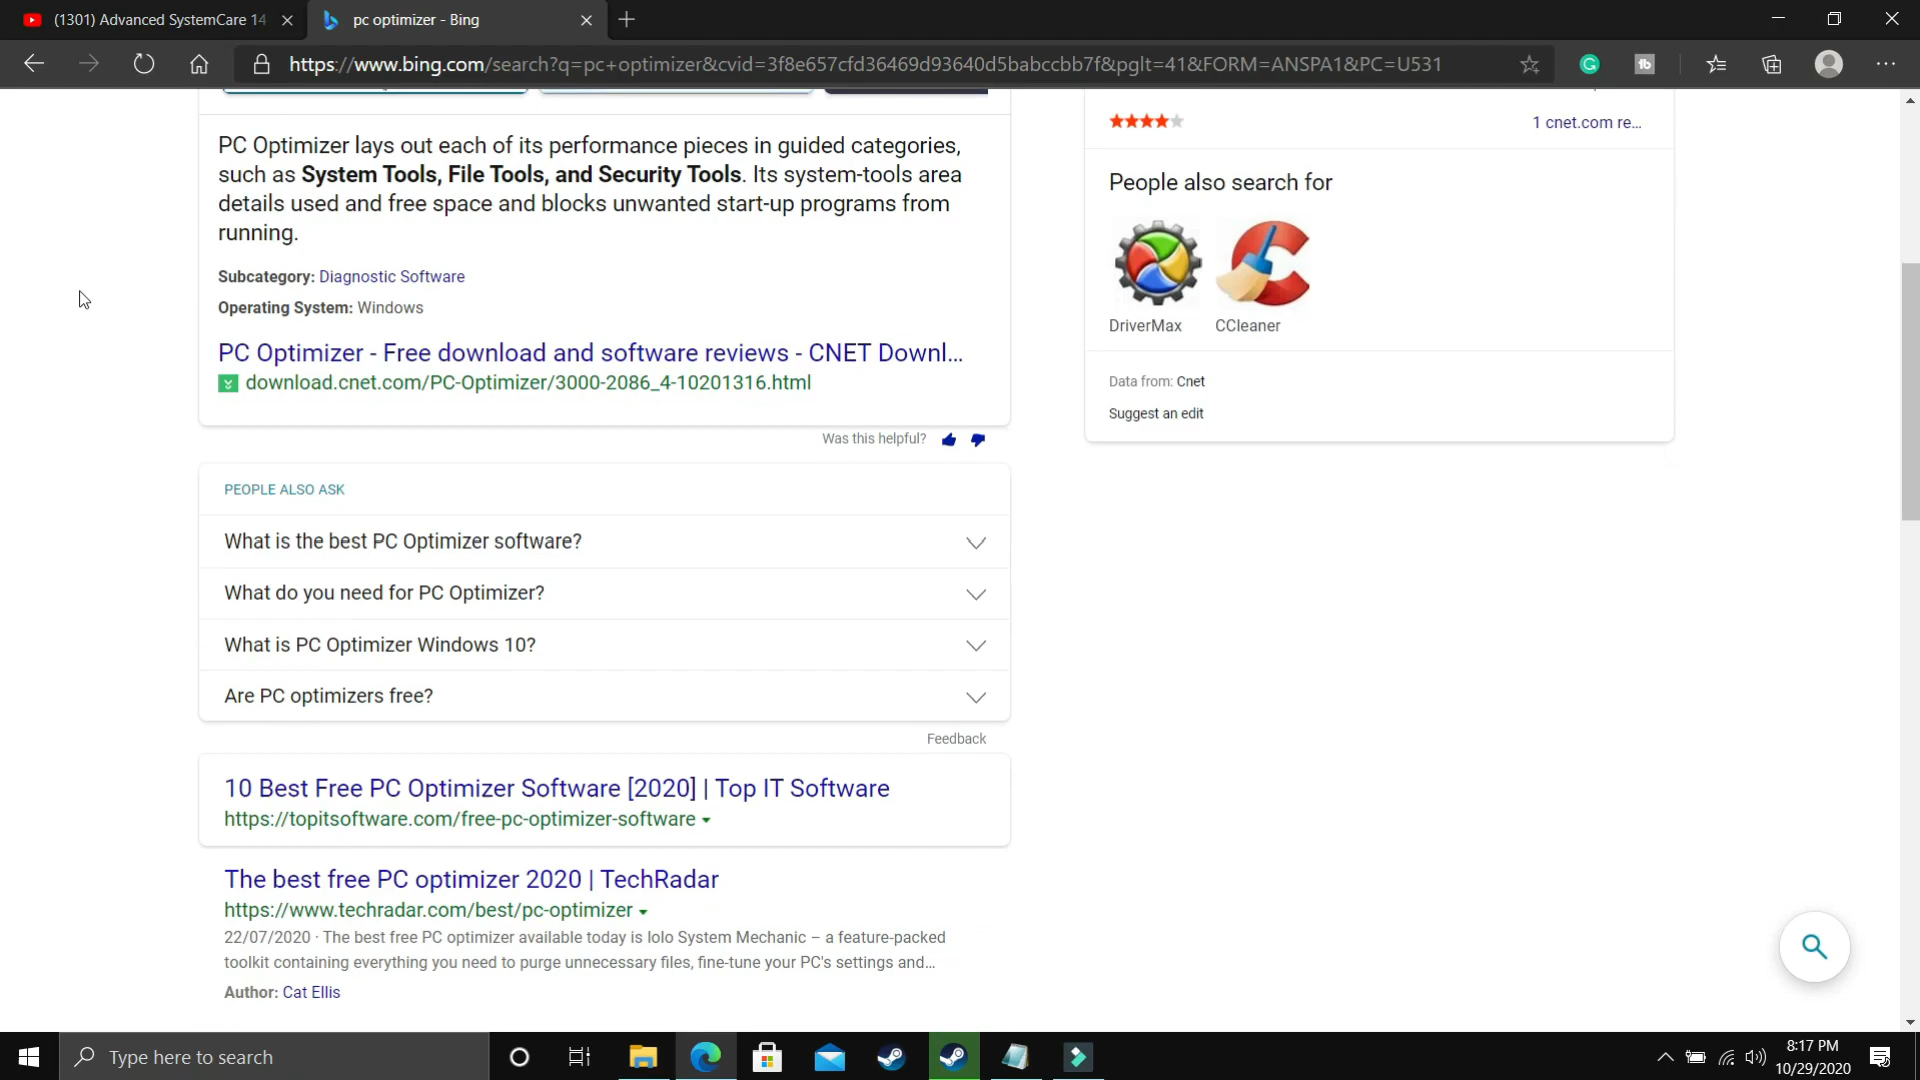 (1301) Advanced SystemCare 14
pc optimizer - Bing
https://www.bing.com/search?q=pc+optimizer&cvid=3f8e657cfd36469d93640d5babccbb7f&pglt=41&FORM=ANSPA1&PC=U531
PC Optimizer lays out each of its performance pieces in guided categories,
such as System Tools, File Tools, and Security Tools. Its system-tools area
details used and free space and blocks unwanted start-up programs from
running.
Subcategory: Diagnostic Software
Operating System: Windows
PC Optimizer - Free download and software reviews - CNET Downl...
download.cnet.com/PC-Optimizer/3000-2086_4-10201316.html
Was this helpful?
PEOPLE ALSO ASK
What is the best PC Optimizer software?
What do you need for PC Optimizer?
What is PC Optimizer Windows 10?
Are PC optimizers free?
Feedback
10 Best Free PC Optimizer Software [2020] | Top IT Software
https://topitsoftware.com/free-pc-optimizer-software
The best free PC optimizer 2020 | TechRadar
https://www.techradar.com/best/pc-optimizer
22/07/2020 · The best free PC optimizer available today is Iolo System Mechanic – a feature-packed
toolkit containing everything you need to purge unnecessary files, fine-tune your PC's settings and...
Author: Cat Ellis
1 cnet.com re...
People also search for
DriverMax
CCleaner
Data from: Cnet
Suggest an edit
Type here to search
8:17 PM
10/29/2020